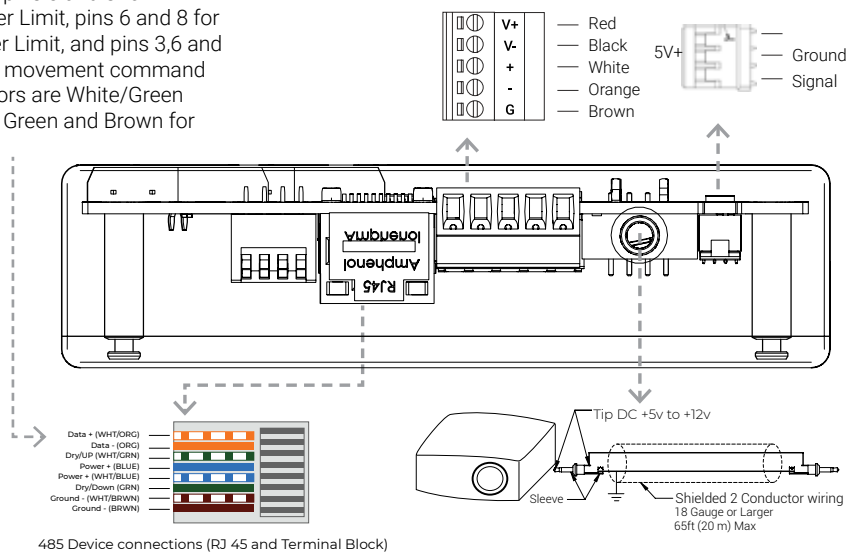 er Limit, pins 6 and 8 for
er Limit, and pins 3,6 and
movement command
ors are White/Green
Green and Brown for
V+
V-
+
-
G
Red
Black
White
Orange
Brown
5V+
Ground
Signal
Amphenol
Amphenol
RJ45
Data + (WHT/ORG)
Data - (ORG)
Dry/UP (WHT/GRN)
Power + (BLUE)
Power + (WHT/BLUE)
Dry/Down (GRN)
Ground - (WHT/BRWN)
Ground - (BRWN)
485 Device connections (RJ 45 and Terminal Block)
Tip DC +5v to +12v
Sleeve
Shielded 2 Conductor wiring
18 Gauge or Larger
65ft (20 m) Max